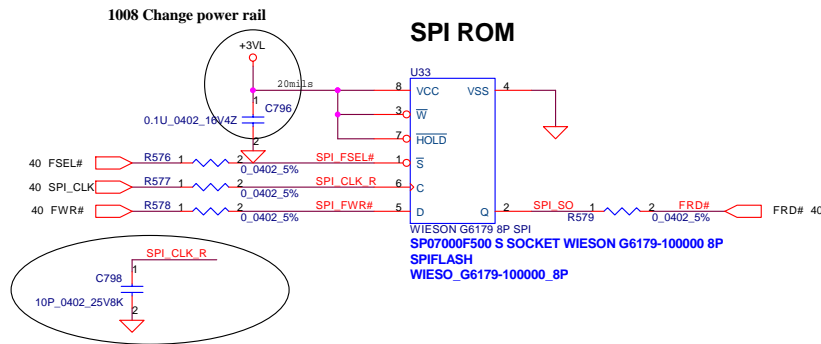 1008 Change power rail
SPI ROM
+3VL
U33
20mils
8 VCC VSS 4
1
C796
0.1U_0402_16V4Z
2
3 W
7 HOLD
40 FSEL# R576 1 2 SPI_FSEL# 1 S
0_0402_5%
40 SPI_CLK R577 1 2 SPI_CLK_R 6 C
0_0402_5%
40 FWR# R578 1 2 SPI_FWR# 5 D Q 2 SPI_SO 1 2 FRD# FRD# 40
0_0402_5% R579 0_0402_5%
WIESON G6179 8P SPI
SP07000F500 S SOCKET WIESON G6179-100000 8P
SPIFLASH
WIESO_G6179-100000_8P
SPI_CLK_R
1
C798
10P_0402_25V8K
2